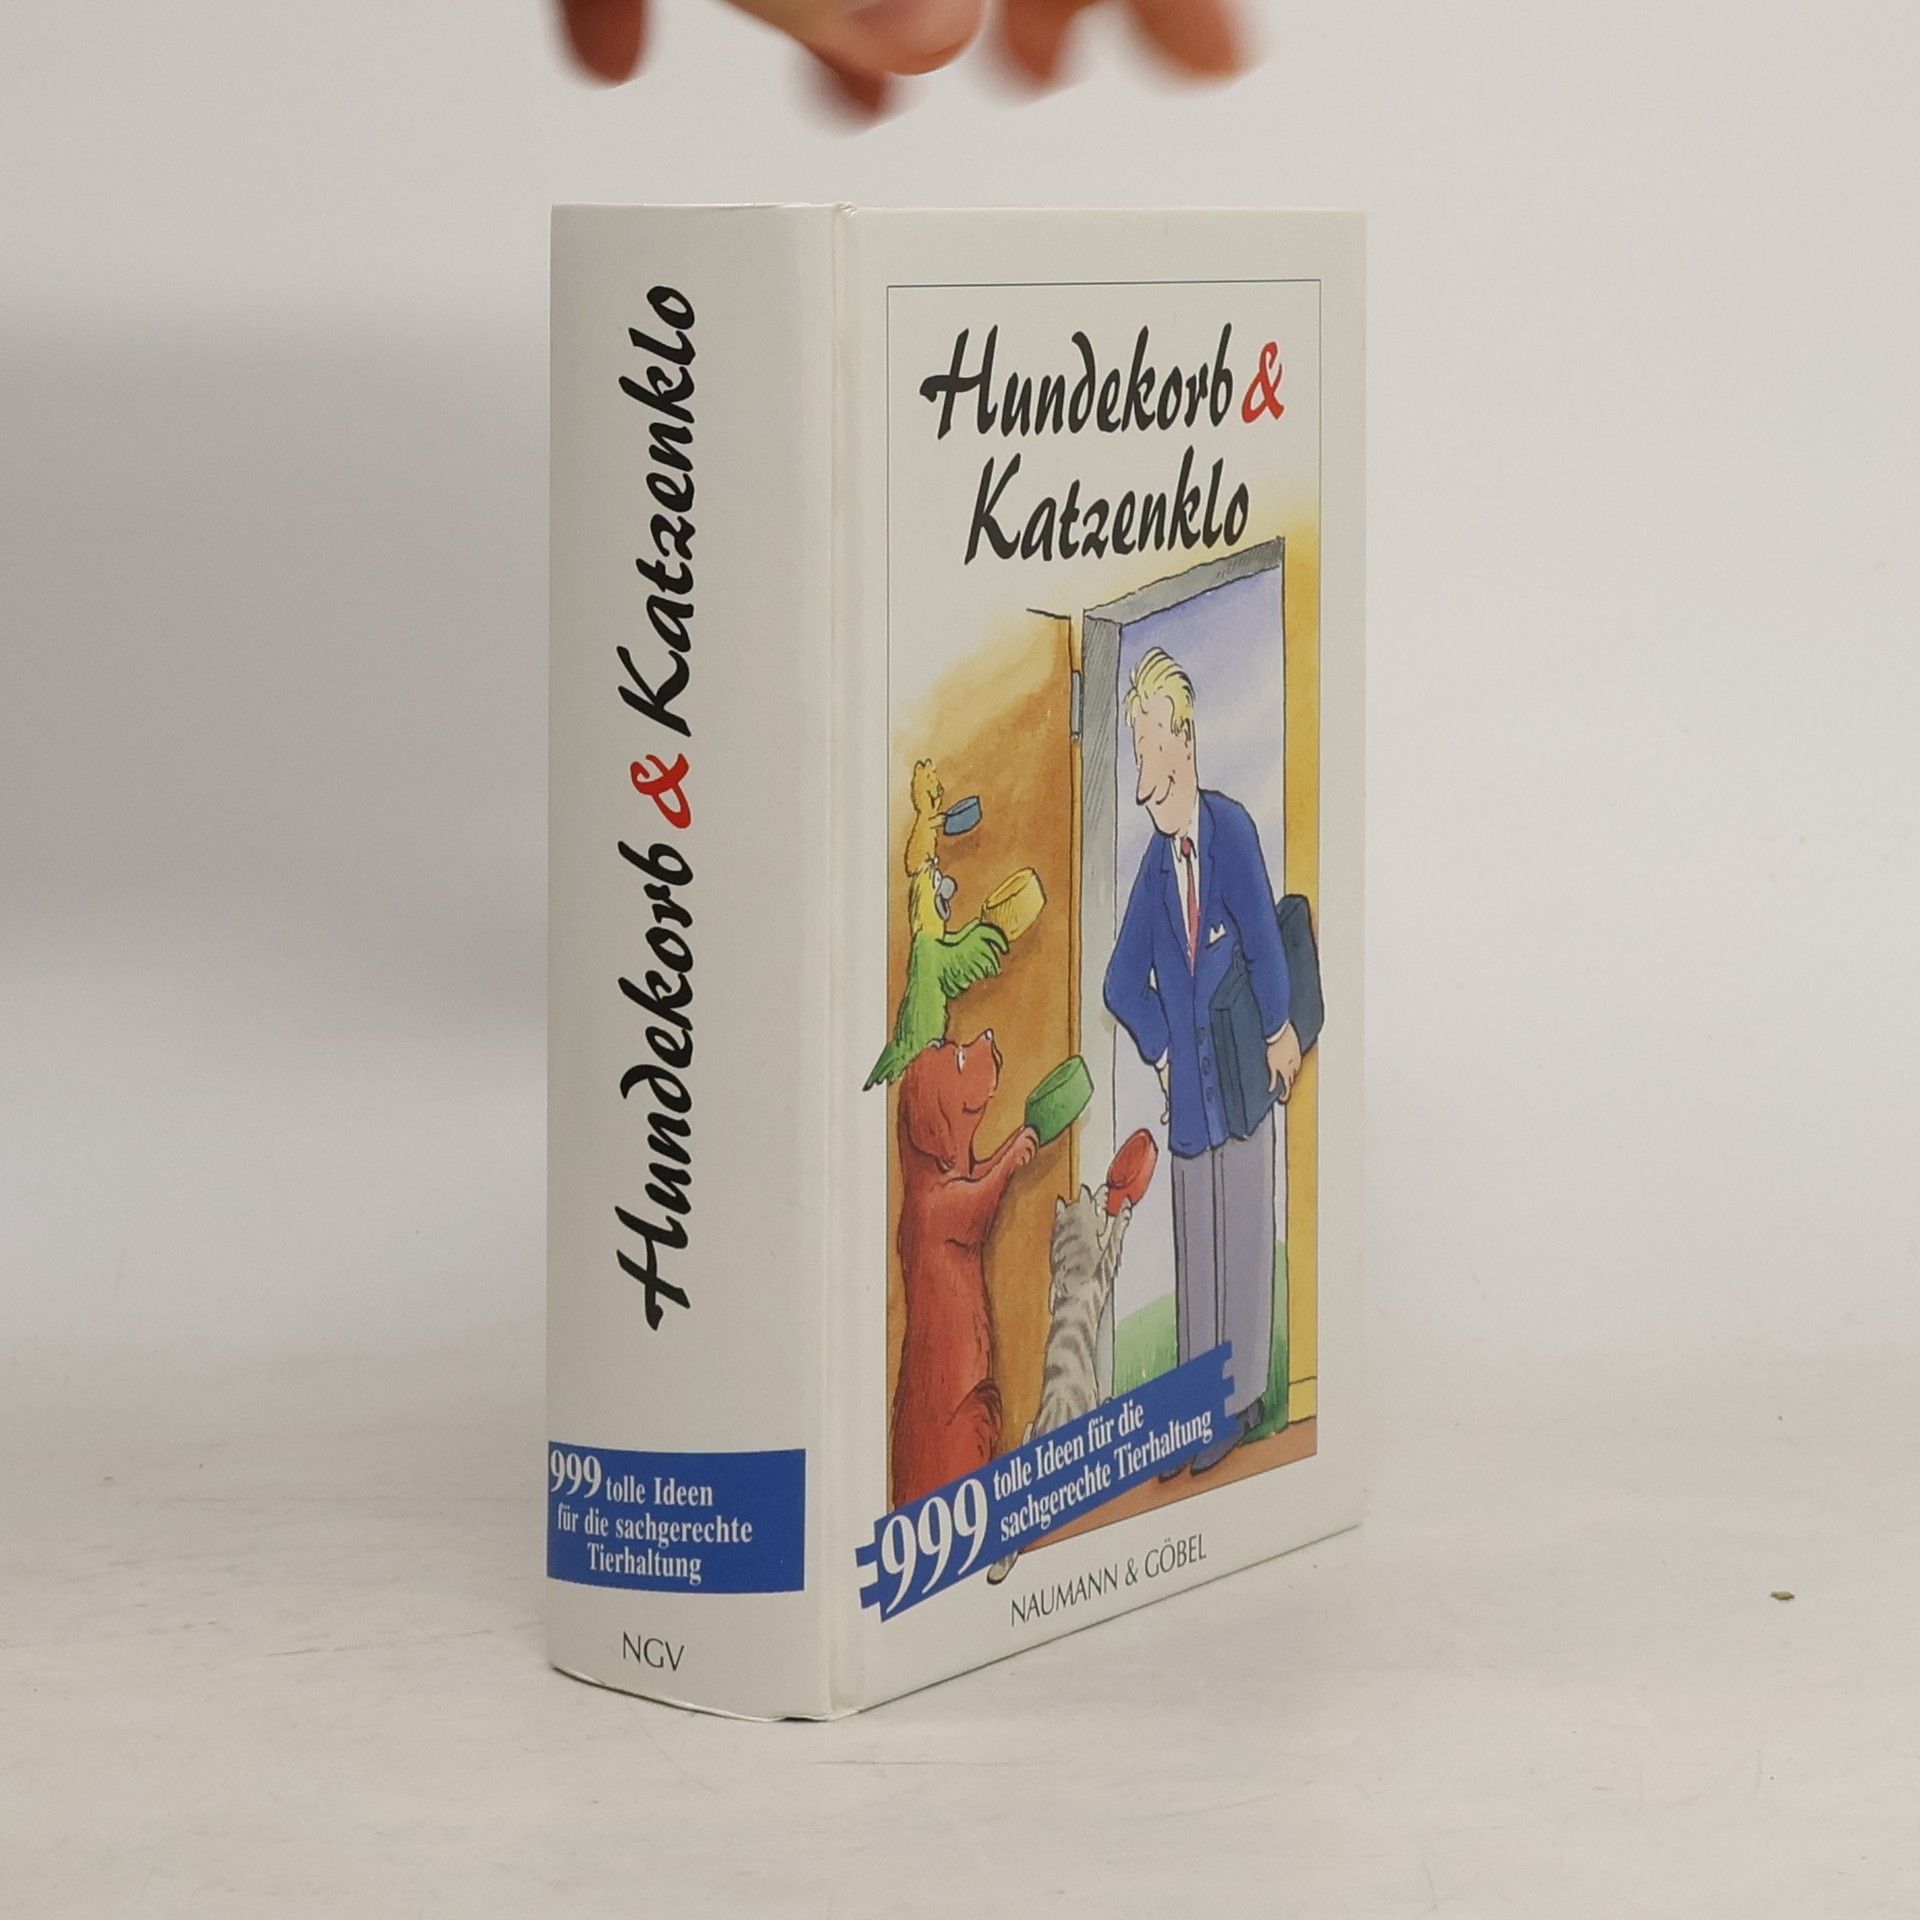 Hundekorb & Katzenklo
999 tolle Ideen
für die sachgerechte
Tierhaltung
NGV
Hundekorb &
Katzenklo
999 tolle Ideen für die
sachgerechte Tierhaltung
NAUMANN & GÖBEL